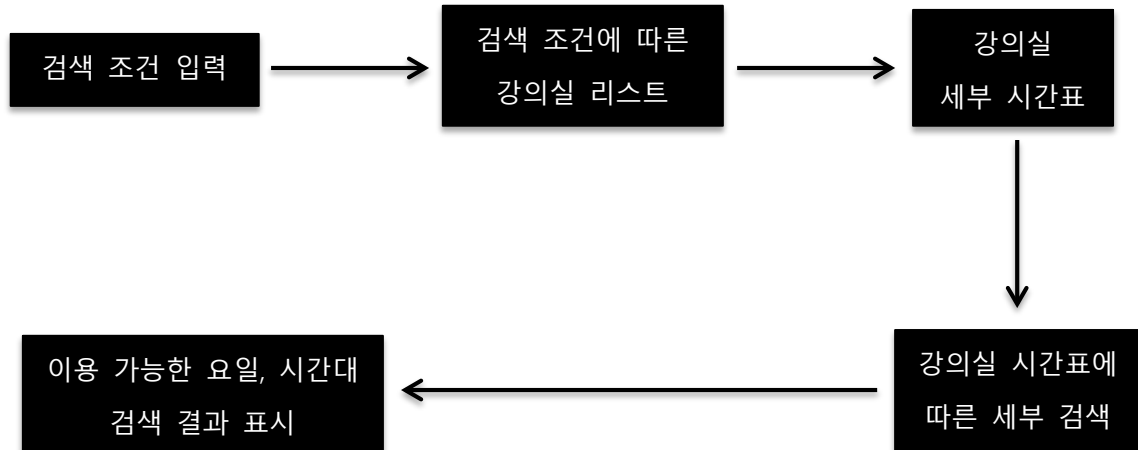 검색 조건 입력
검색 조건에 따른
강의실 리스트
강의실
세부 시간표
강의실 시간표에
따른 세부 검색
이용 가능한 요일, 시간대
검색 결과 표시